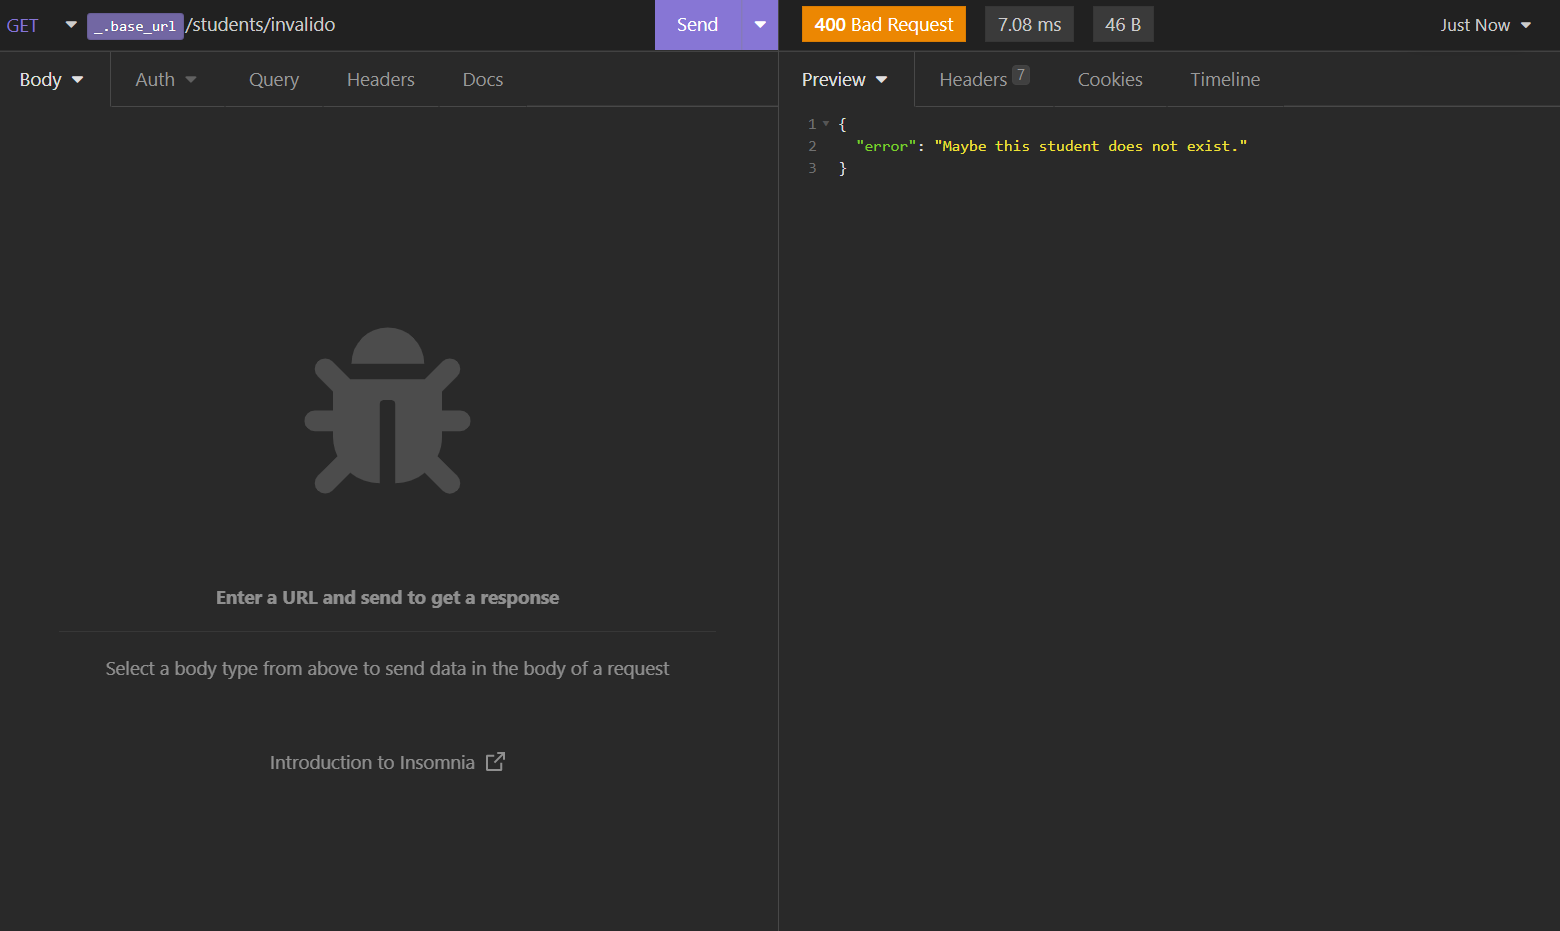 GET _.base_url/students/invalido Send
400 Bad Request 7.08 ms 46 B Just Now
Body Auth Query Headers Docs
Preview Headers 7 Cookies Timeline
1 {
2 "error": "Maybe this student does not exist."
3 }
Enter a URL and send to get a response
Select a body type from above to send data in the body of a request
Introduction to Insomnia